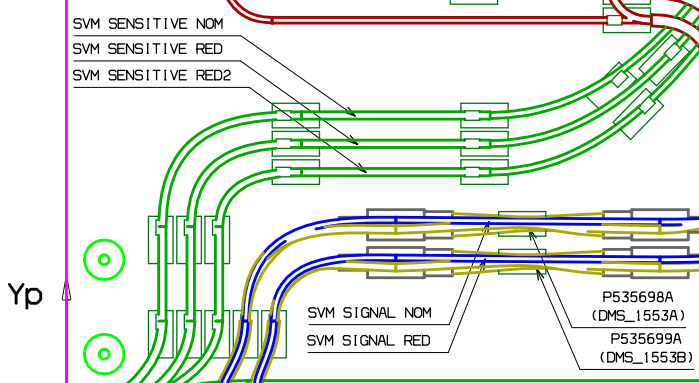 SVM SENSITIVE NOM
SVM SENSITIVE RED
SVM SENSITIVE RED2
Yp
SVM SIGNAL NOM
SVM SIGNAL RED
P535698A
(DMS_1553A)
P535699A
(DMS_1553B)